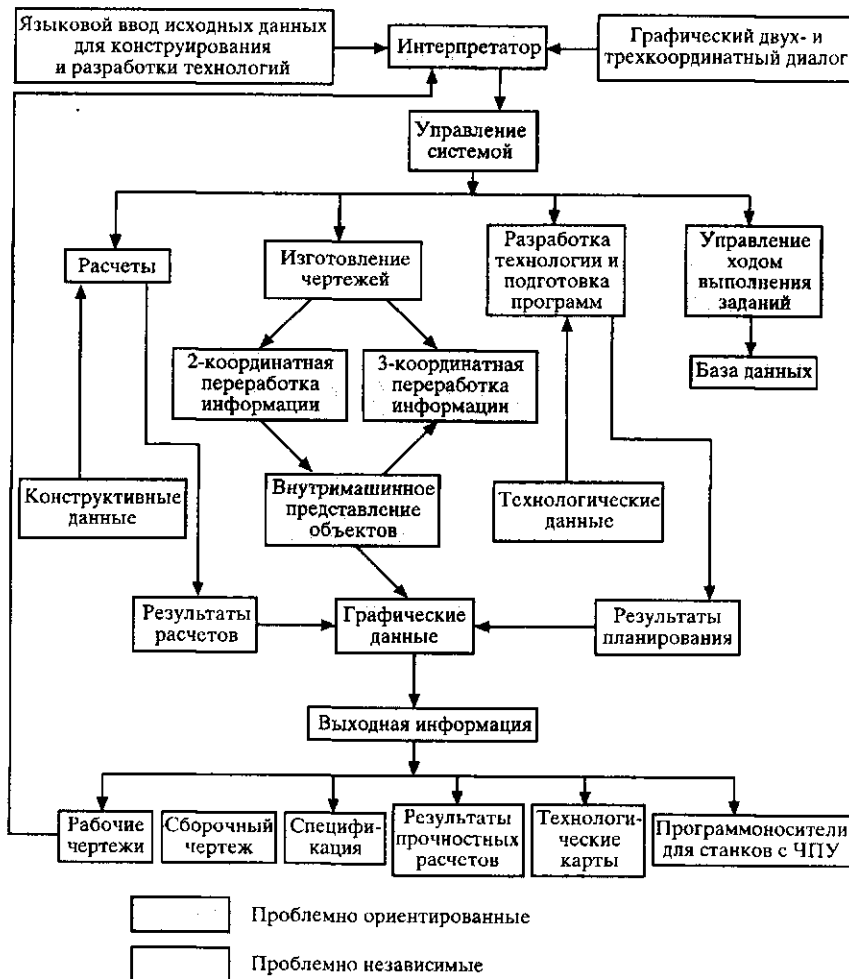 Языковой ввод исходных данных
для конструирования
и разработки технологий
Интерпретатор
Графический двух- и
трехкоординатный диалог
Управление
системой
Расчеты
Изготовление
чертежей
Разработка
технологии и
подготовка
программ
Управление
ходом
выполнения
заданий
2-координатная
переработка
информации
3-координатная
переработка
информации
База данных
Конструктивные
данные
Внутримашинное
представление
объектов
Технологические
данные
Результаты
расчетов
Графические
данные
Результаты
планирования
Выходная информация
Рабочие
чертежи
Сборочный
чертеж
Специфи-
кация
Результаты
прочностных
расчетов
Технологи-
ческие
карты
Программоносители
для станков с ЧПУ
Проблемно ориентированные
Проблемно независимые